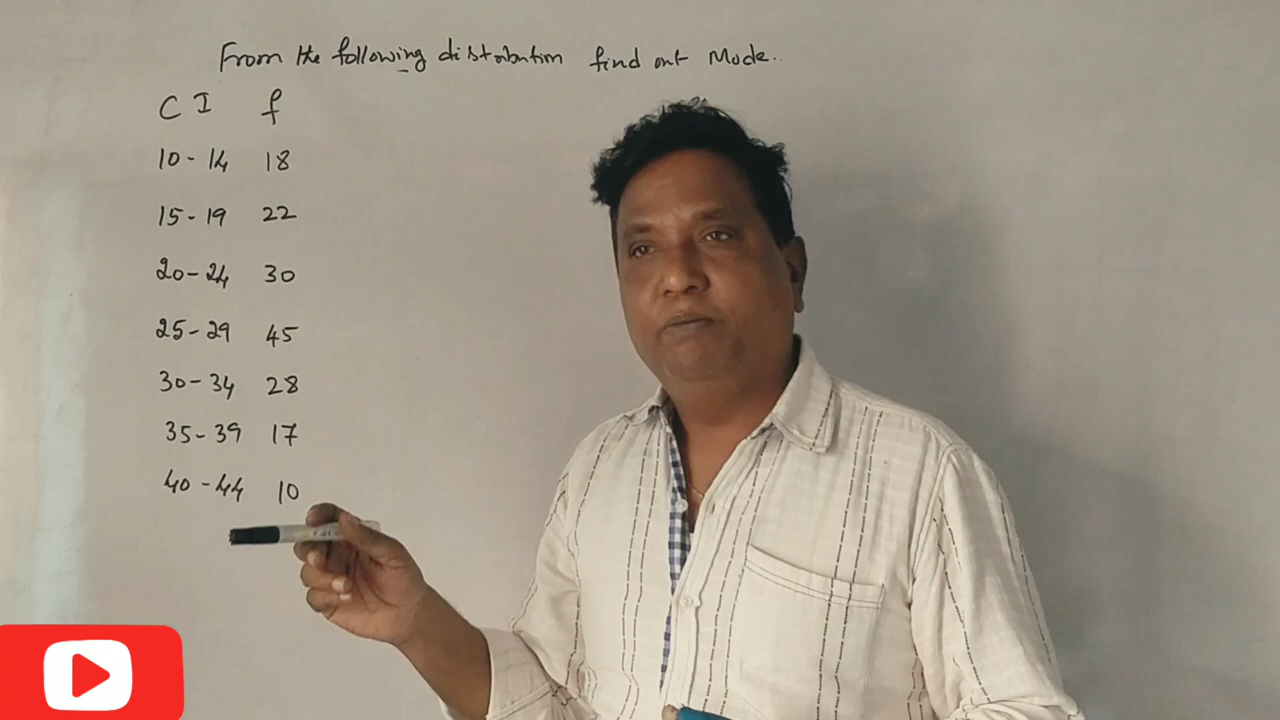 From the following distribution find out Mode..
C I f
10 - 14 18
15 - 19 22
20 - 24 30
25 - 29 45
30 - 34 28
35 - 39 17
40 - 44 10